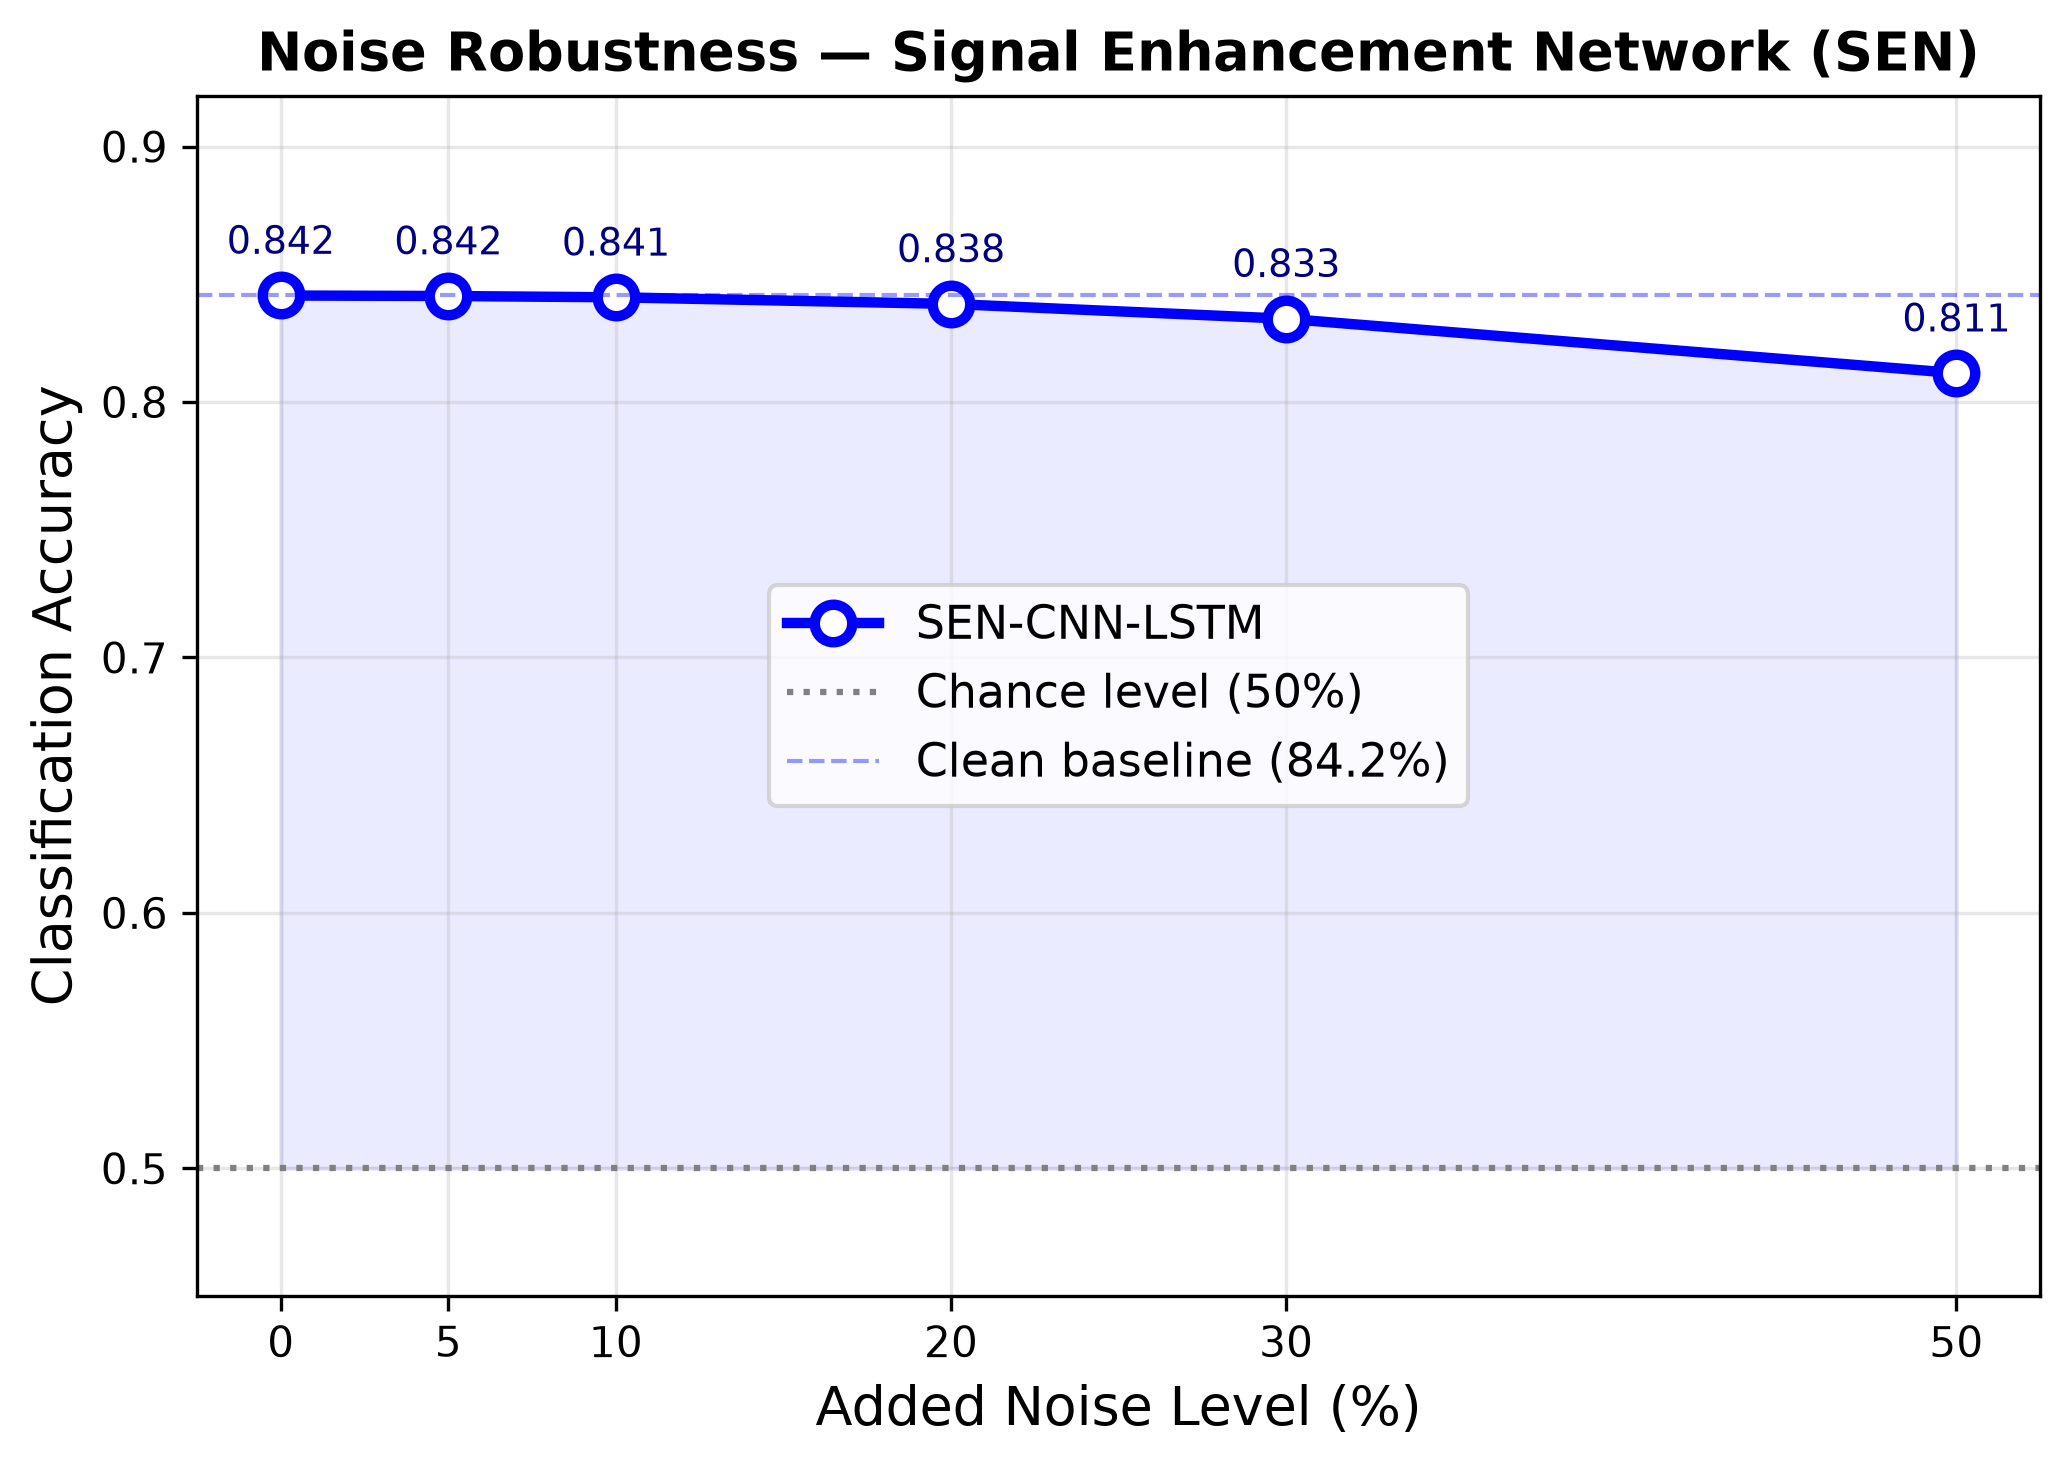 Noise Robustness — Signal Enhancement Network (SEN)
Classification Accuracy
0.9
0.8
0.7
0.6
0.5
0.842
0.842
0.841
0.838
0.833
0.811
SEN-CNN-LSTM
Chance level (50%)
Clean baseline (84.2%)
0
5
10
20
30
50
Added Noise Level (%)